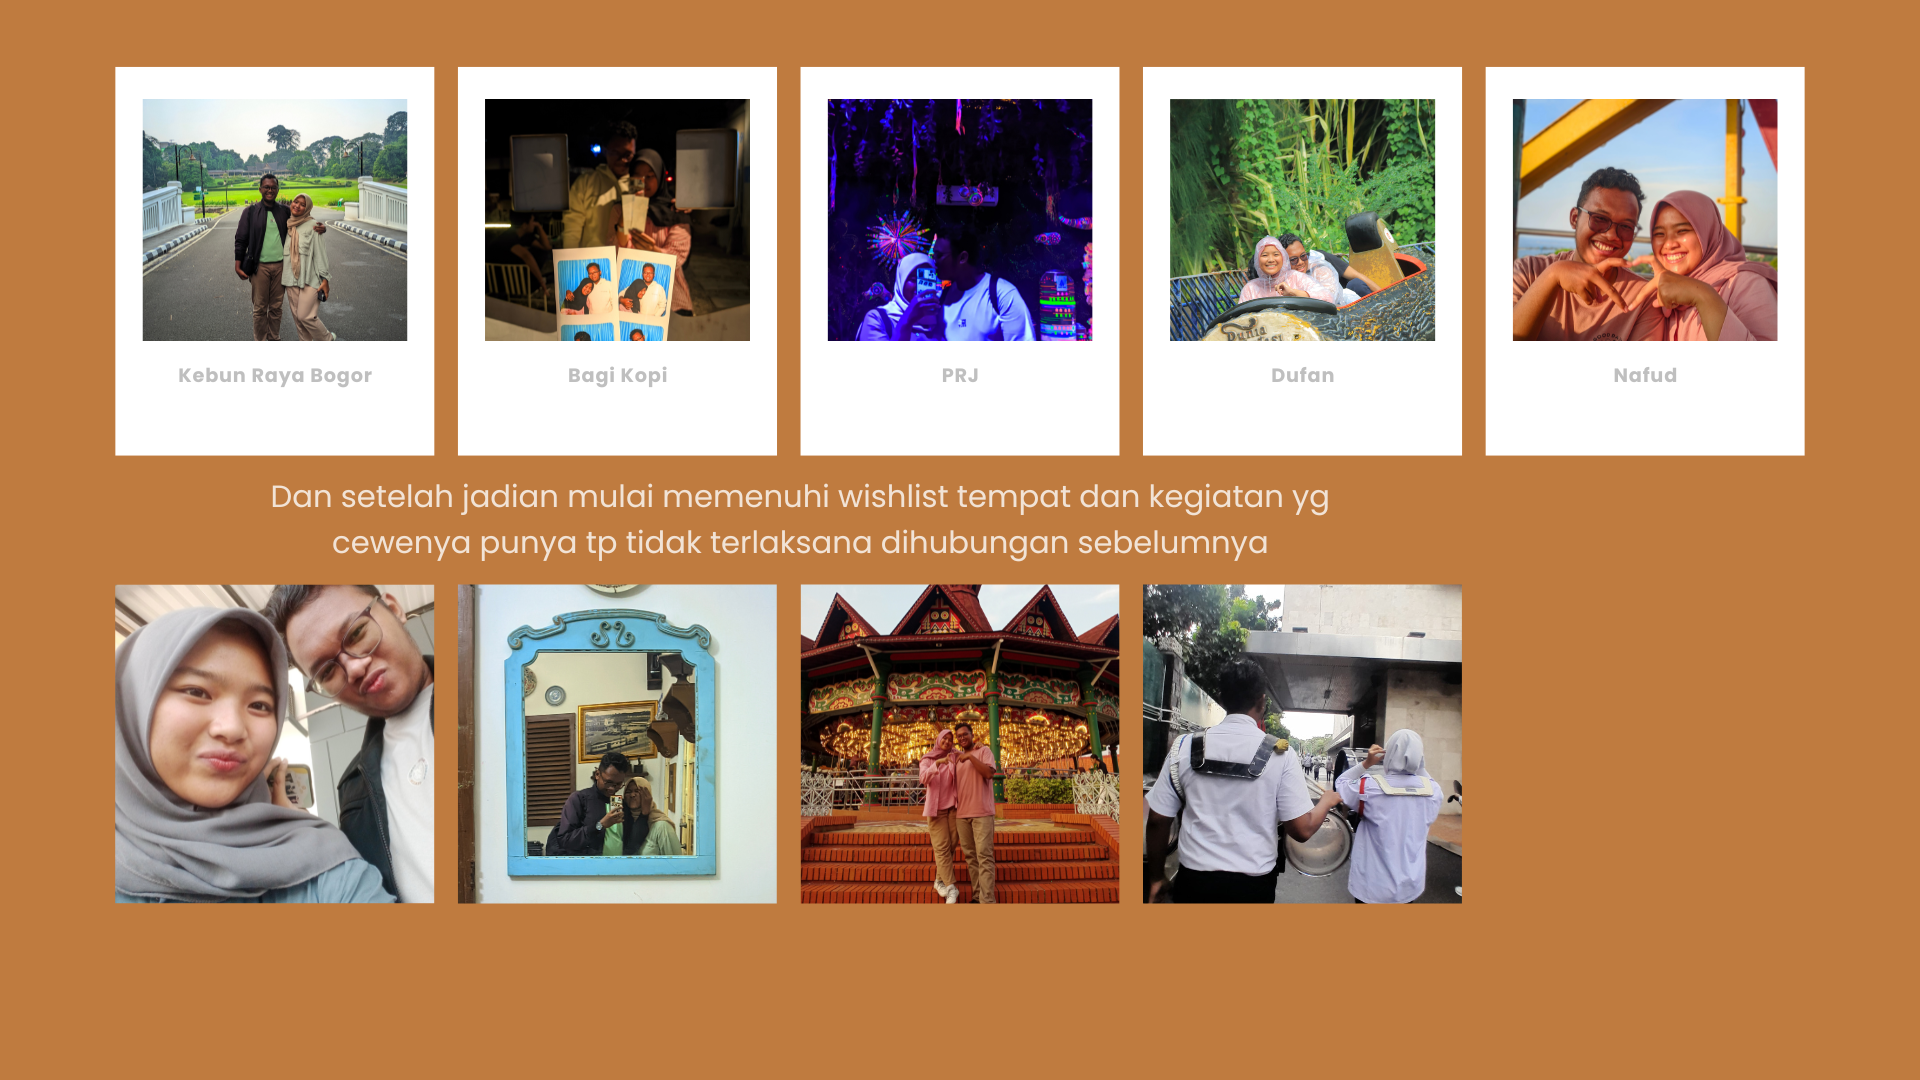 Kebun Raya Bogor
Bagi Kopi
PRJ
Dufan
Nafud
Dunia
Dan setelah jadian mulai memenuhi wishlist tempat dan kegiatan yg
cewenya punya tp tidak terlaksana dihubungan sebelumnya